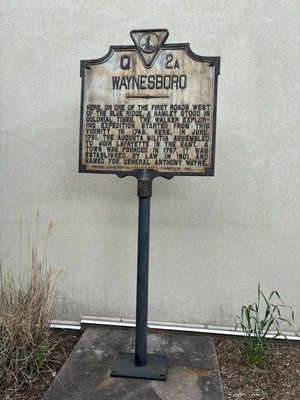 Q 2A
WAYNESBORO
HERE, ON ONE OF THE FIRST ROADS WEST
OF THE BLUE RIDGE, A HAMLET STOOD IN
COLONIAL TIMES. THE WALKER EXPLOR-
ING EXPEDITION STARTED FROM THIS
VICINITY IN 1748. HERE, IN JUNE,
1781, THE AUGUSTA MILITIA ASSEMBLED
TO JOIN LAFAYETTE IN THE EAST. A
TOWN WAS FOUNDED IN 1797. IT WAS
ESTABLISHED BY LAW IN 1801 AND
NAMED FOR GENERAL ANTHONY WAYNE.